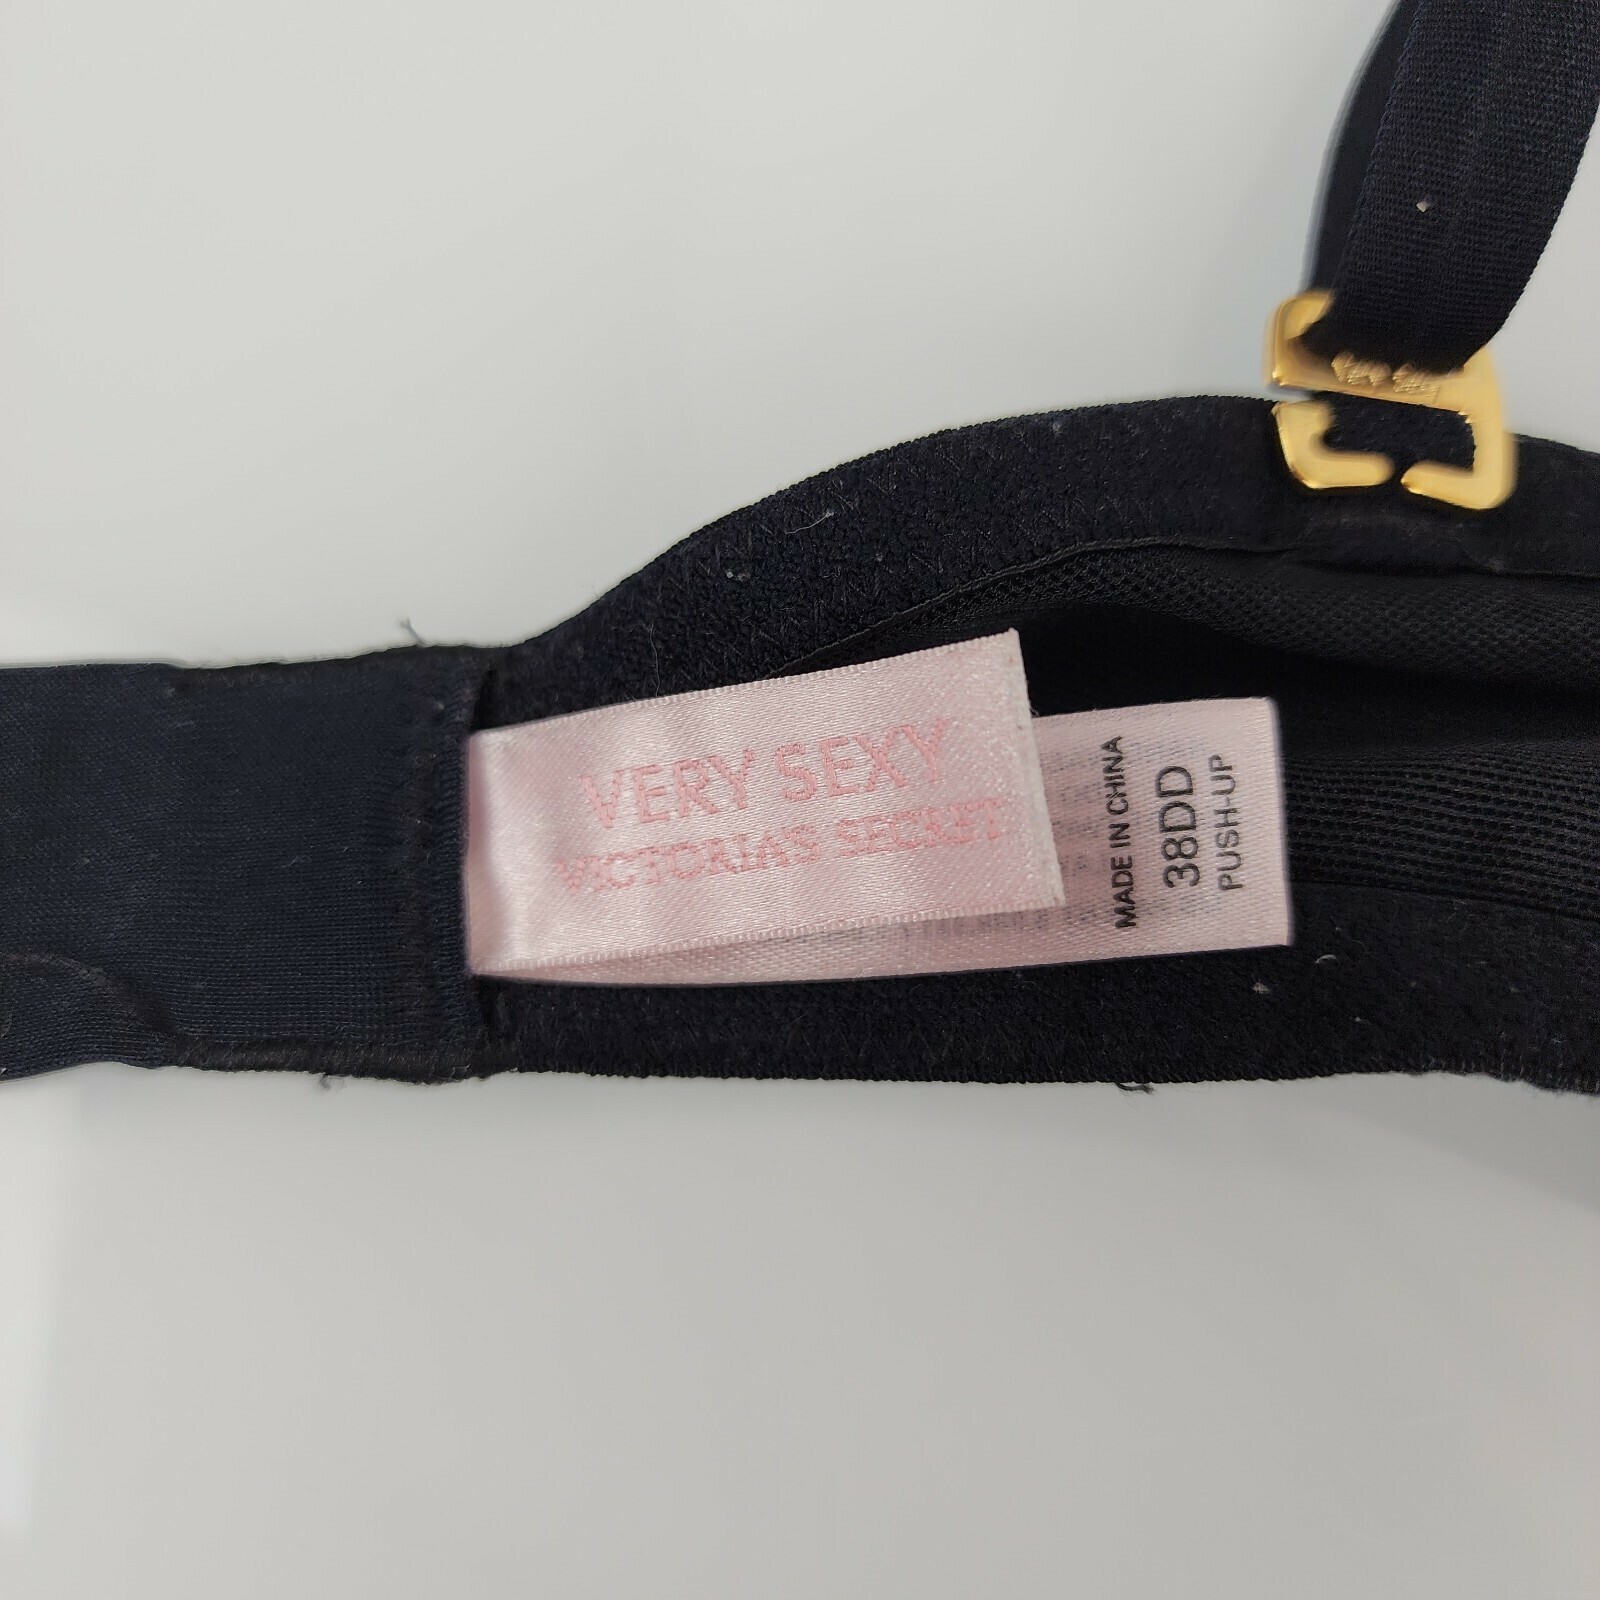 VERY SEXY
VICTORIA'S SECRET
MADE IN CHINA
38DD
PUSH-UP